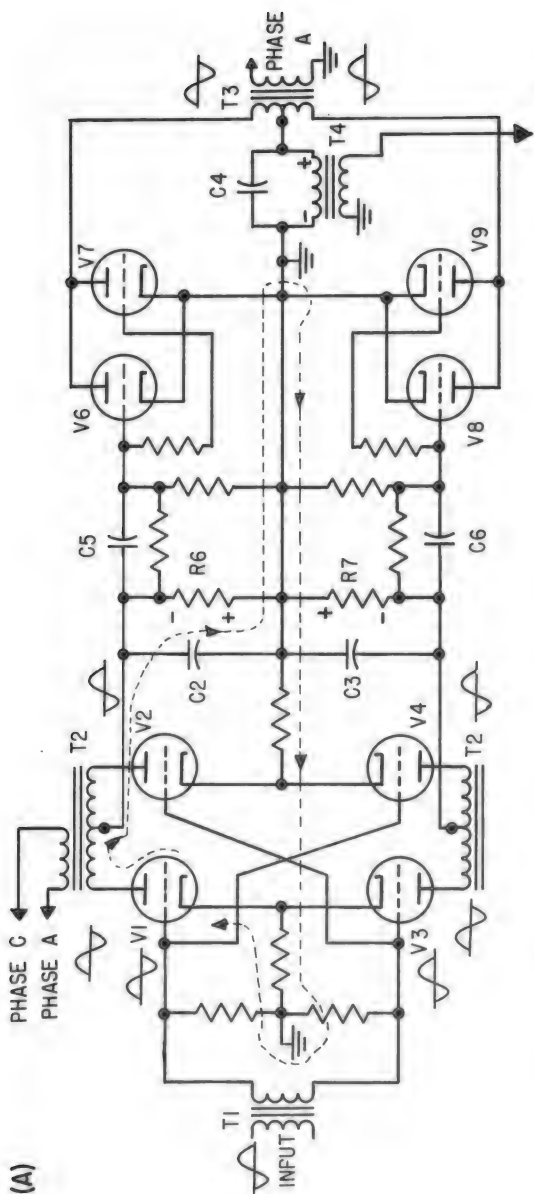 (A)
PHASE C
PHASE A
T2
V1
V2
T1
INPUT
V3
V4
T2
C2
C3
C5
R6
- +
R7
+ -
C6
V6
V7
V8
V9
C4
- +
T4
T3
PHASE
A